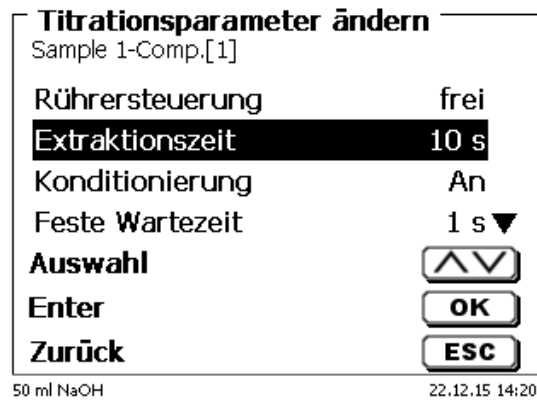 Titrationsparameter ändern
Sample 1-Comp.[1]
Rührersteuerung frei
Extraktionszeit 10 s
Konditionierung An
Feste Wartezeit 1 s▼
Auswahl
Enter OK
Zurück ESC
50 ml NaOH 22.12.15 14:20